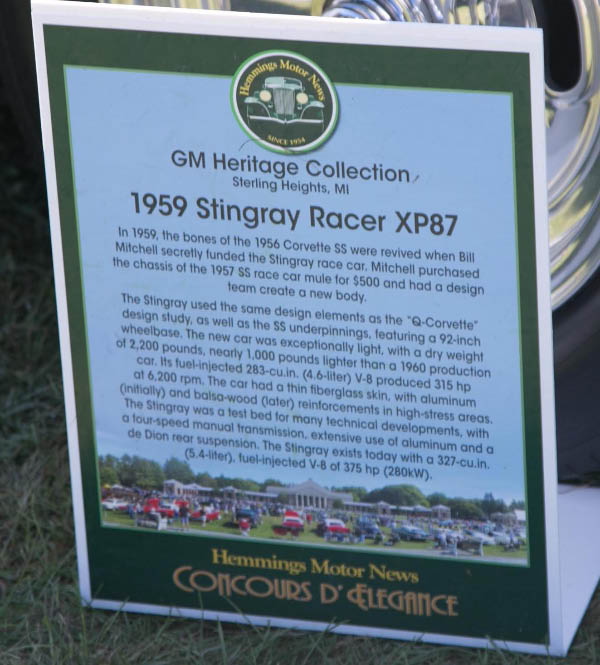 Hemmings Motor News
SINCE 1954
GM Heritage Collection
Sterling Heights, MI
1959 Stingray Racer XP87
In 1959, the bones of the 1956 Corvette SS were revived when Bill
Mitchell secretly funded the Stingray race car. Mitchell purchased
the chassis of the 1957 SS race car mule for $500 and had a design
team create a new body.
The Stingray used the same design elements as the "Q-Corvette"
design study, as well as the SS underpinnings, featuring a 92-inch
wheelbase. The new car was exceptionally light, with a dry weight
of 2,200 pounds, nearly 1,000 pounds lighter than a 1960 production
car. Its fuel-injected 283-cu.in. (4.6-liter) V-8 produced 315 hp
at 6,200 rpm. The car had a thin fiberglass skin, with aluminum
(initially) and balsa-wood (later) reinforcements in high-stress areas.
The Stingray was a test bed for many technical developments, with
a four-speed manual transmission, extensive use of aluminum and a
de Dion rear suspension. The Stingray exists today with a 327-cu.in.
(5.4-liter), fuel-injected V-8 of 375 hp (280kW).
Hemmings Motor News
CONCOURS D'ELEGANCE